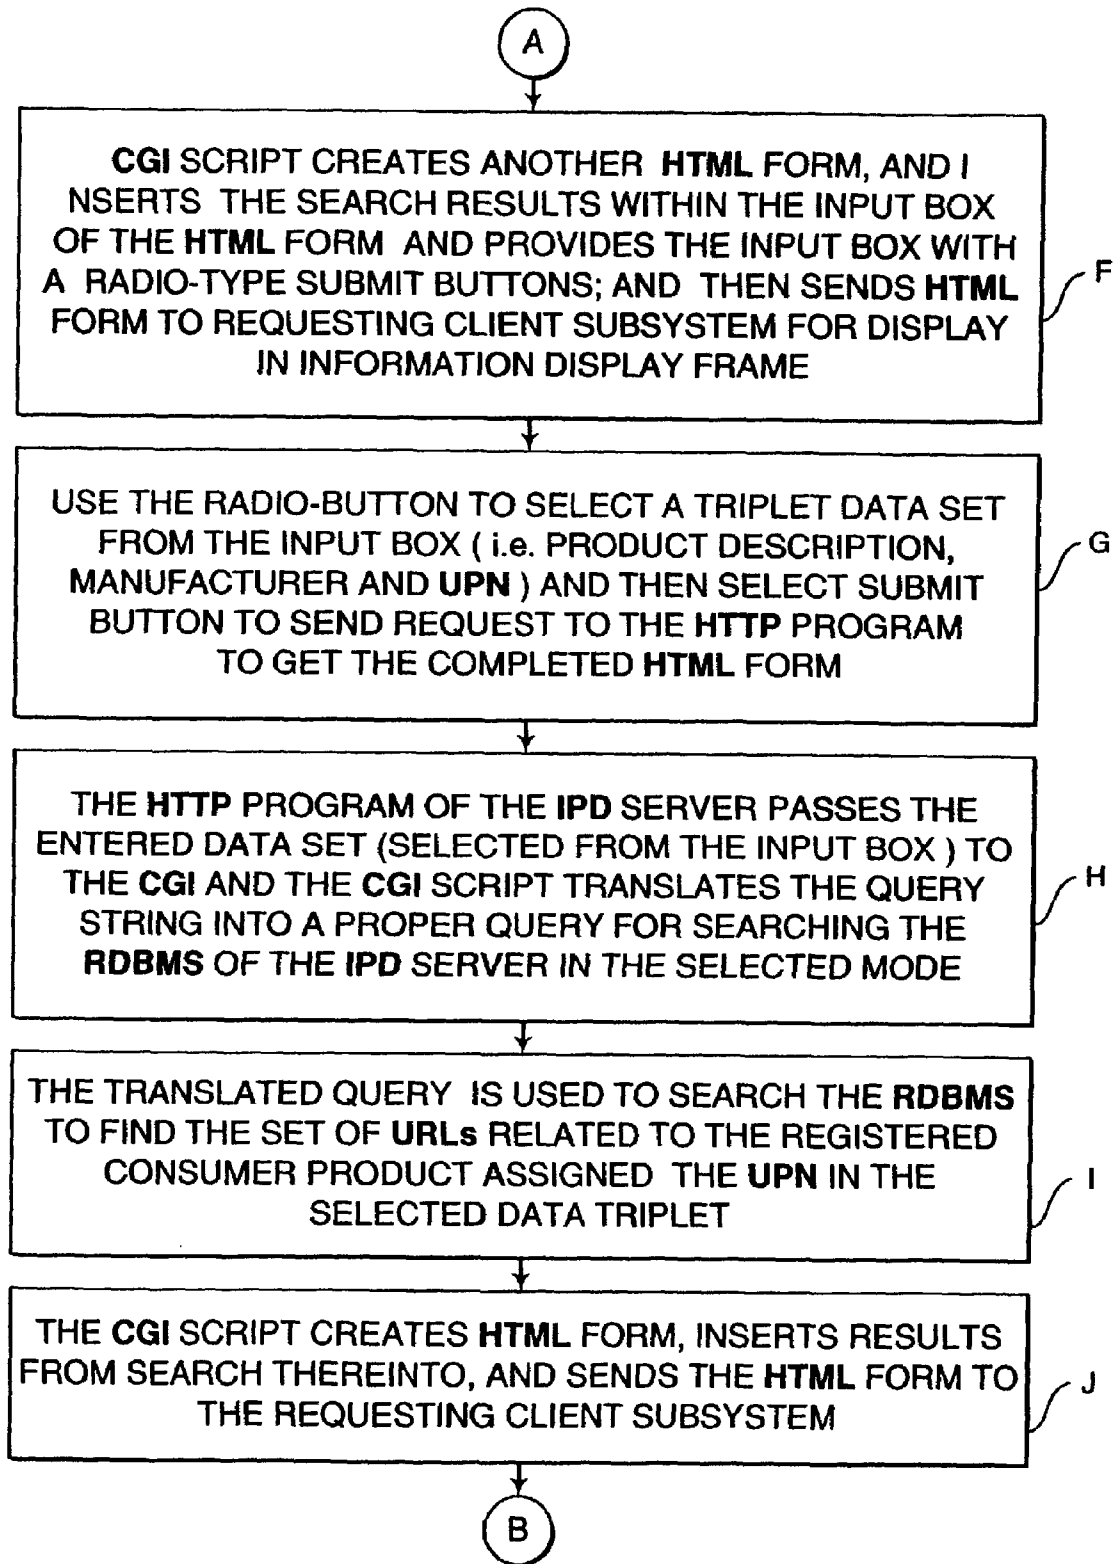 A
CGI SCRIPT CREATES ANOTHER HTML FORM, AND I
NSERTS THE SEARCH RESULTS WITHIN THE INPUT BOX
OF THE HTML FORM AND PROVIDES THE INPUT BOX WITH
A RADIO-TYPE SUBMIT BUTTONS; AND THEN SENDS HTML
FORM TO REQUESTING CLIENT SUBSYSTEM FOR DISPLAY
IN INFORMATION DISPLAY FRAME
F
USE THE RADIO-BUTTON TO SELECT A TRIPLET DATA SET
FROM THE INPUT BOX ( i.e. PRODUCT DESCRIPTION,
MANUFACTURER AND UPN ) AND THEN SELECT SUBMIT
BUTTON TO SEND REQUEST TO THE HTTP PROGRAM
TO GET THE COMPLETED HTML FORM
G
THE HTTP PROGRAM OF THE IPD SERVER PASSES THE
ENTERED DATA SET (SELECTED FROM THE INPUT BOX ) TO
THE CGI AND THE CGI SCRIPT TRANSLATES THE QUERY
STRING INTO A PROPER QUERY FOR SEARCHING THE
RDBMS OF THE IPD SERVER IN THE SELECTED MODE
H
THE TRANSLATED QUERY IS USED TO SEARCH THE RDBMS
TO FIND THE SET OF URLs RELATED TO THE REGISTERED
CONSUMER PRODUCT ASSIGNED THE UPN IN THE
SELECTED DATA TRIPLET
I
THE CGI SCRIPT CREATES HTML FORM, INSERTS RESULTS
FROM SEARCH THEREINTO, AND SENDS THE HTML FORM TO
THE REQUESTING CLIENT SUBSYSTEM
J
B